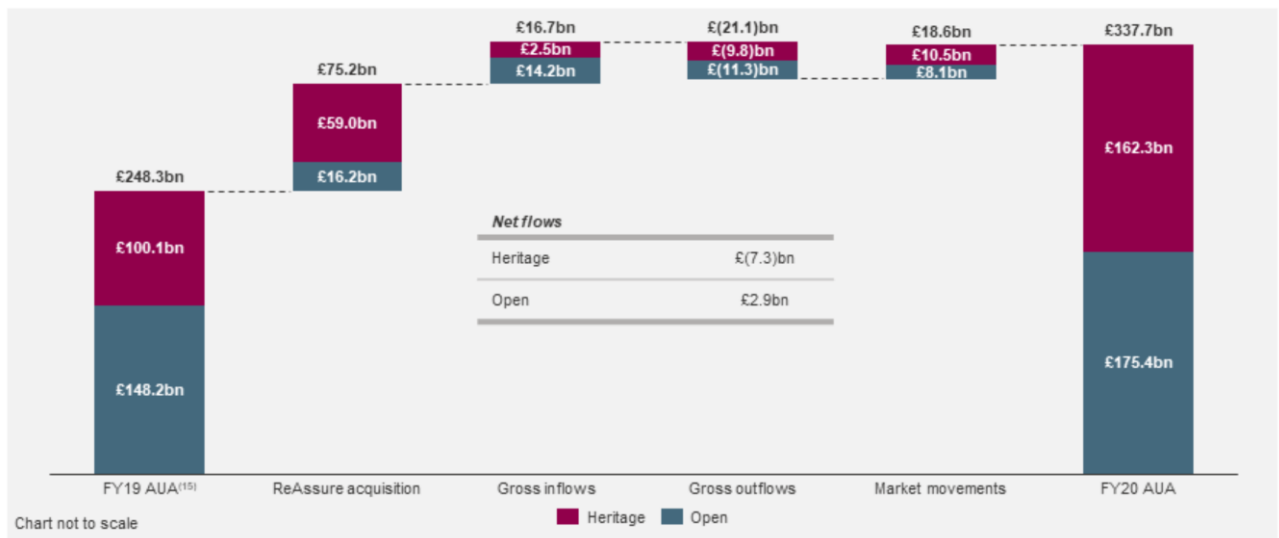 £248.3bn
£100.1bn
£148.2bn
£75.2bn
£59.0bn
£16.2bn
£16.7bn
£2.5bn
£14.2bn
£(21.1)bn
£(9.8)bn
£(11.3)bn
£18.6bn
£10.5bn
£8.1bn
£337.7bn
£162.3bn
£175.4bn
Net flows
Heritage £(7.3)bn
Open £2.9bn
FY19 AUA(15) ReAssure acquisition Gross inflows Gross outflows Market movements FY20 AUA
Chart not to scale
Heritage Open